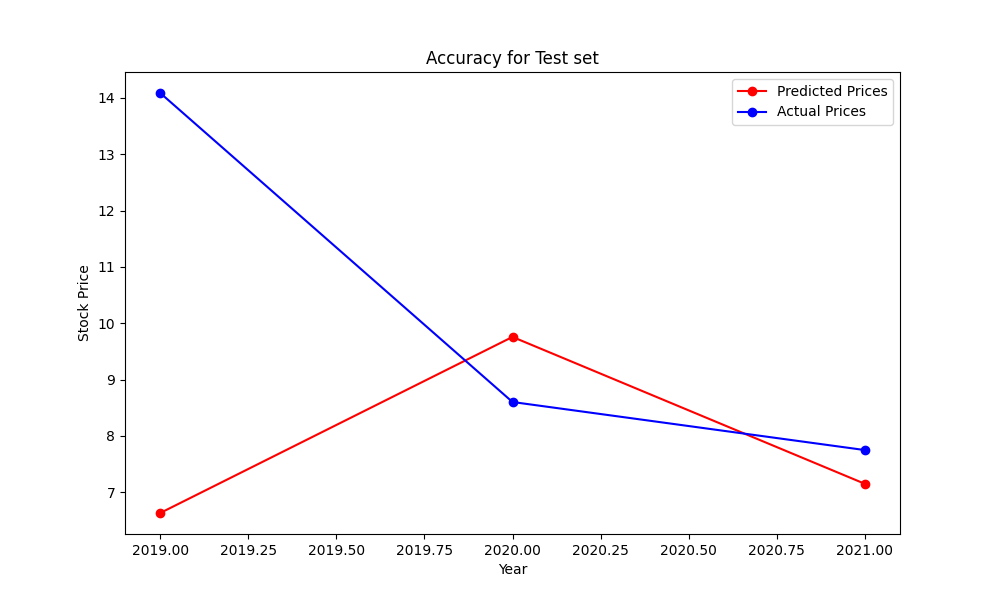 Accuracy for Test set
Predicted Prices
Actual Prices
14
13
12
11
10
9
8
7
Stock Price
2019.00 2019.25 2019.50 2019.75 2020.00 2020.25 2020.50 2020.75 2021.00
Year